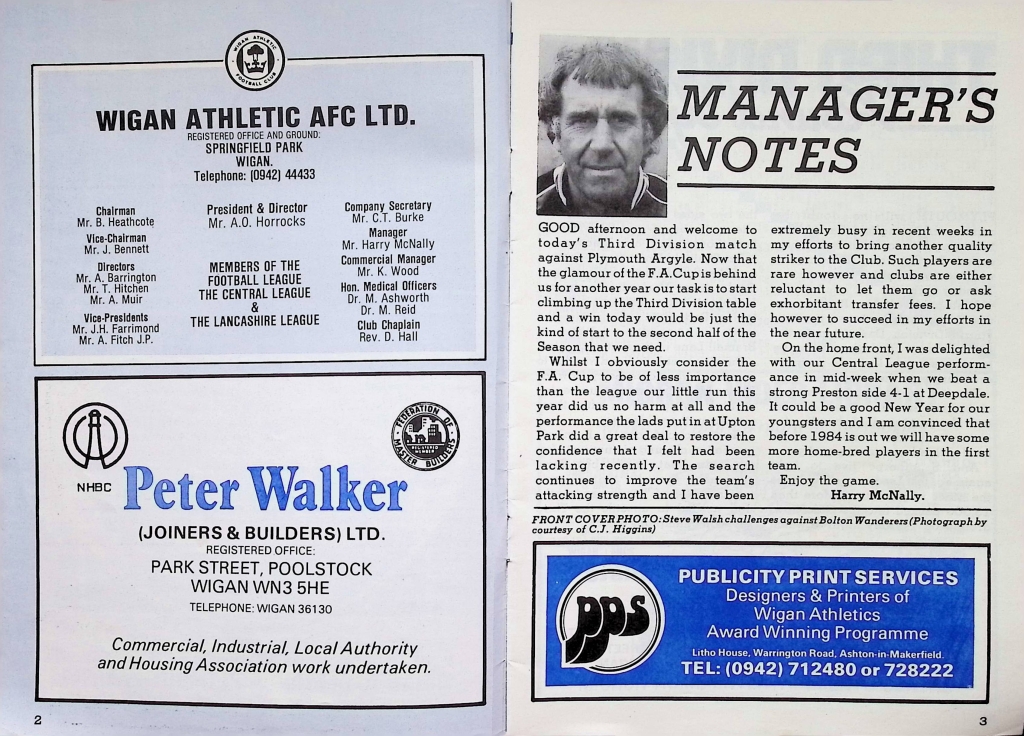 WIGAN ATHLETIC
FOOTBALL CLUB
WIGAN ATHLETIC AFC LTD.
REGISTERED OFFICE AND GROUND:
SPRINGFIELD PARK
WIGAN.
Telephone: (0942) 44433
Chairman
Mr. B. Heathcote
Vice-Chairman
Mr. J. Bennett
Directors
Mr. A. Barrington
Mr. T. Hitchen
Mr. A. Muir
Vice-Presidents
Mr. J.H. Farrimond
Mr. A. Fitch J.P.
President & Director
Mr. A.O. Horrocks
MEMBERS OF THE
FOOTBALL LEAGUE
THE CENTRAL LEAGUE
&
THE LANCASHIRE LEAGUE
Company Secretary
Mr. C.T. Burke
Manager
Mr. Harry McNally
Commercial Manager
Mr. K. Wood
Hon. Medical Officers
Dr. M. Ashworth
Dr. M. Reid
Club Chaplain
Rev. D. Hall
NHBC
FEDERATION OF
MASTER BUILDERS
Peter Walker
(JOINERS & BUILDERS) LTD.
REGISTERED OFFICE:
PARK STREET, POOLSTOCK
WIGAN WN3 5HE
TELEPHONE: WIGAN 36130
Commercial, Industrial, Local Authority
and Housing Association work undertaken.
2
MANAGER'S
NOTES
GOOD afternoon and welcome to
today's Third Division match
against Plymouth Argyle. Now that
the glamour of the F.A. Cup is behind
us for another year our task is to start
climbing up the Third Division table
and a win today would be just the
kind of start to the second half of the
Season that we need.
Whilst I obviously consider the
F.A. Cup to be of less importance
than the league our little run this
year did us no harm at all and the
performance the lads put in at Upton
Park did a great deal to restore the
confidence that I felt had been
lacking recently. The search
continues to improve the team's
attacking strength and I have been
extremely busy in recent weeks in
my efforts to bring another quality
striker to the Club. Such players are
rare however and clubs are either
reluctant to let them go or ask
exhorbitant transfer fees. I hope
however to succeed in my efforts in
the near future.
On the home front, I was delighted
with our Central League perform-
ance in mid-week when we beat a
strong Preston side 4-1 at Deepdale.
It could be a good New Year for our
youngsters and I am convinced that
before 1984 is out we will have some
more home-bred players in the first
team.
Enjoy the game.
Harry McNally.
FRONT COVER PHOTO: Steve Walsh challenges against Bolton Wanderers (Photograph by
courtesy of C.J. Higgins)
pps
PUBLICITY PRINT SERVICES
Designers & Printers of
Wigan Athletics
Award Winning Programme
Litho House, Warrington Road, Ashton-in-Makerfield.
TEL: (0942) 712480 or 728222
3